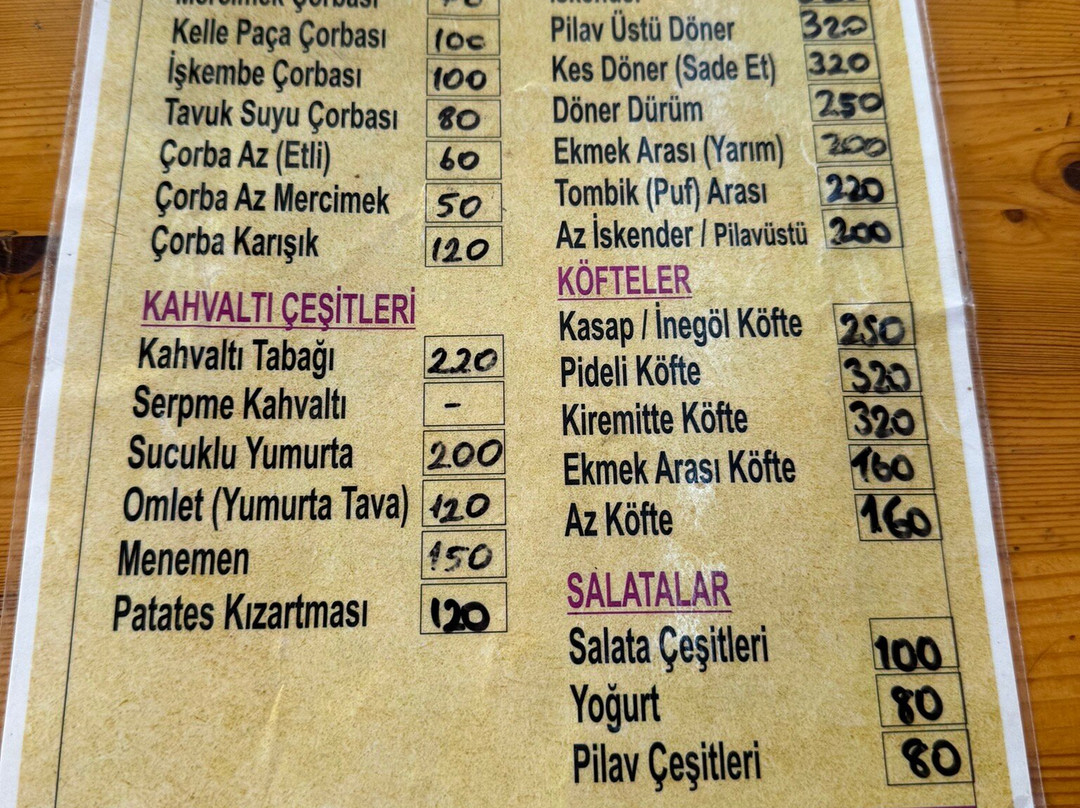 Mercimek Çorbası 70
Kelle Paça Çorbası 100
İşkembe Çorbası 100
Tavuk Suyu Çorbası 80
Çorba Az (Etli) 60
Çorba Az Mercimek 50
Çorba Karışık 120
KAHVALTI ÇEŞİTLERİ
Kahvaltı Tabağı 220
Serpme Kahvaltı -
Sucuklu Yumurta 200
Omlet (Yumurta Tava) 120
Menemen 150
Patates Kızartması 120
İskender
Pilav Üstü Döner 320
Kes Döner (Sade Et) 320
Döner Dürüm 250
Ekmek Arası (Yarım) 200
Tombik (Puf) Arası 220
Az İskender / Pilavüstü 200
KÖFTELER
Kasap / İnegöl Köfte 250
Pideli Köfte 320
Kiremitte Köfte 320
Ekmek Arası Köfte 160
Az Köfte 160
SALATALAR
Salata Çeşitleri 100
Yoğurt 80
Pilav Çeşitleri 80